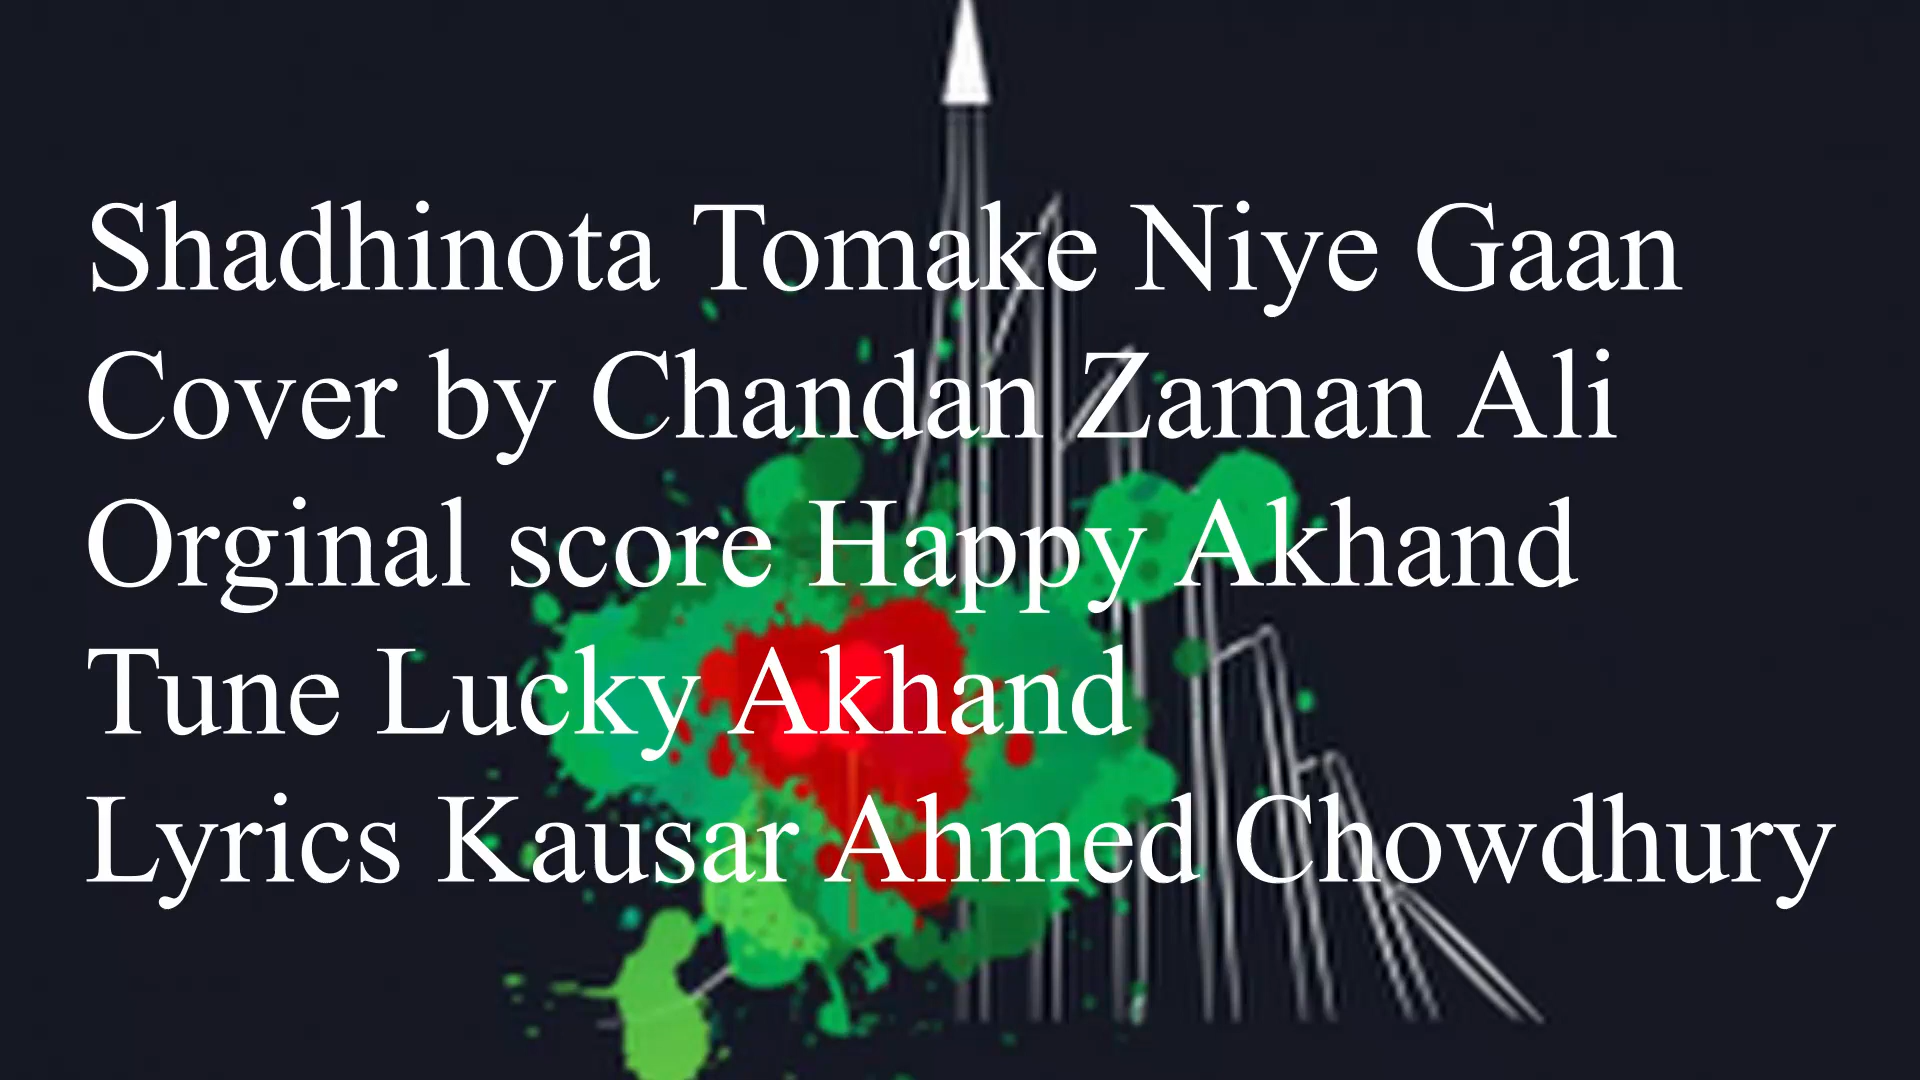 Shadhinota Tomake Niye Gaan
Cover by Chandan Zaman Ali
Orginal score Happy Akhand
Tune Lucky Akhand
Lyrics Kausar Ahmed Chowdhury